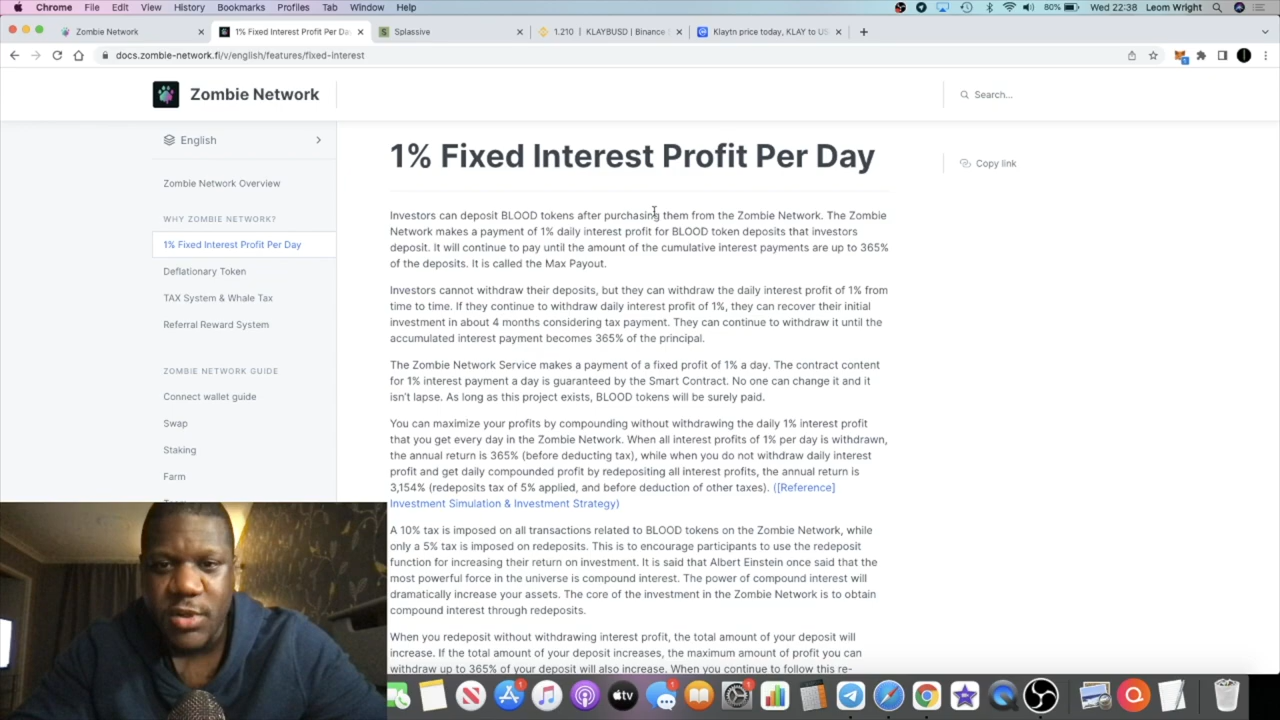 Chrome File Edit View History Bookmarks Profiles Tab Window Help 80% Wed 22:38 Leom Wright
Zombie Network 1% Fixed Interest Profit Per Da Splassive 1.210 | KLAYBUSD | Binance Klaytn price today, KLAY to US
docs.zombie-network.fi/v/english/features/fixed-interest
Zombie Network
Search...
English
Zombie Network Overview
WHY ZOMBIE NETWORK?
1% Fixed Interest Profit Per Day
Deflationary Token
TAX System & Whale Tax
Referral Reward System
ZOMBIE NETWORK GUIDE
Connect wallet guide
Swap
Staking
Farm
1% Fixed Interest Profit Per Day
Copy link
Investors can deposit BLOOD tokens after purchasing them from the Zombie Network. The Zombie
Network makes a payment of 1% daily interest profit for BLOOD token deposits that investors
deposit. It will continue to pay until the amount of the cumulative interest payments are up to 365%
of the deposits. It is called the Max Payout.
Investors cannot withdraw their deposits, but they can withdraw the daily interest profit of 1% from
time to time. If they continue to withdraw daily interest profit of 1%, they can recover their initial
investment in about 4 months considering tax payment. They can continue to withdraw it until the
accumulated interest payment becomes 365% of the principal.
The Zombie Network Service makes a payment of a fixed profit of 1% a day. The contract content
for 1% interest payment a day is guaranteed by the Smart Contract. No one can change it and it
isn't lapse. As long as this project exists, BLOOD tokens will be surely paid.
You can maximize your profits by compounding without withdrawing the daily 1% interest profit
that you get every day in the Zombie Network. When all interest profits of 1% per day is withdrawn,
the annual return is 365% (before deducting tax), while when you do not withdraw daily interest
profit and get daily compounded profit by redepositing all interest profits, the annual return is
3,154% (redeposits tax of 5% applied, and before deduction of other taxes). ([Reference]
Investment Simulation & Investment Strategy)
A 10% tax is imposed on all transactions related to BLOOD tokens on the Zombie Network, while
only a 5% tax is imposed on redeposits. This is to encourage participants to use the redeposit
function for increasing their return on investment. It is said that Albert Einstein once said that the
most powerful force in the universe is compound interest. The power of compound interest will
dramatically increase your assets. The core of the investment in the Zombie Network is to obtain
compound interest through redeposits.
When you redeposit without withdrawing interest profit, the total amount of your deposit will
increase. If the total amount of your deposit increases, the maximum amount of profit you can
withdraw up to 365% of your deposit will also increase. When you continue to follow this re-
tv